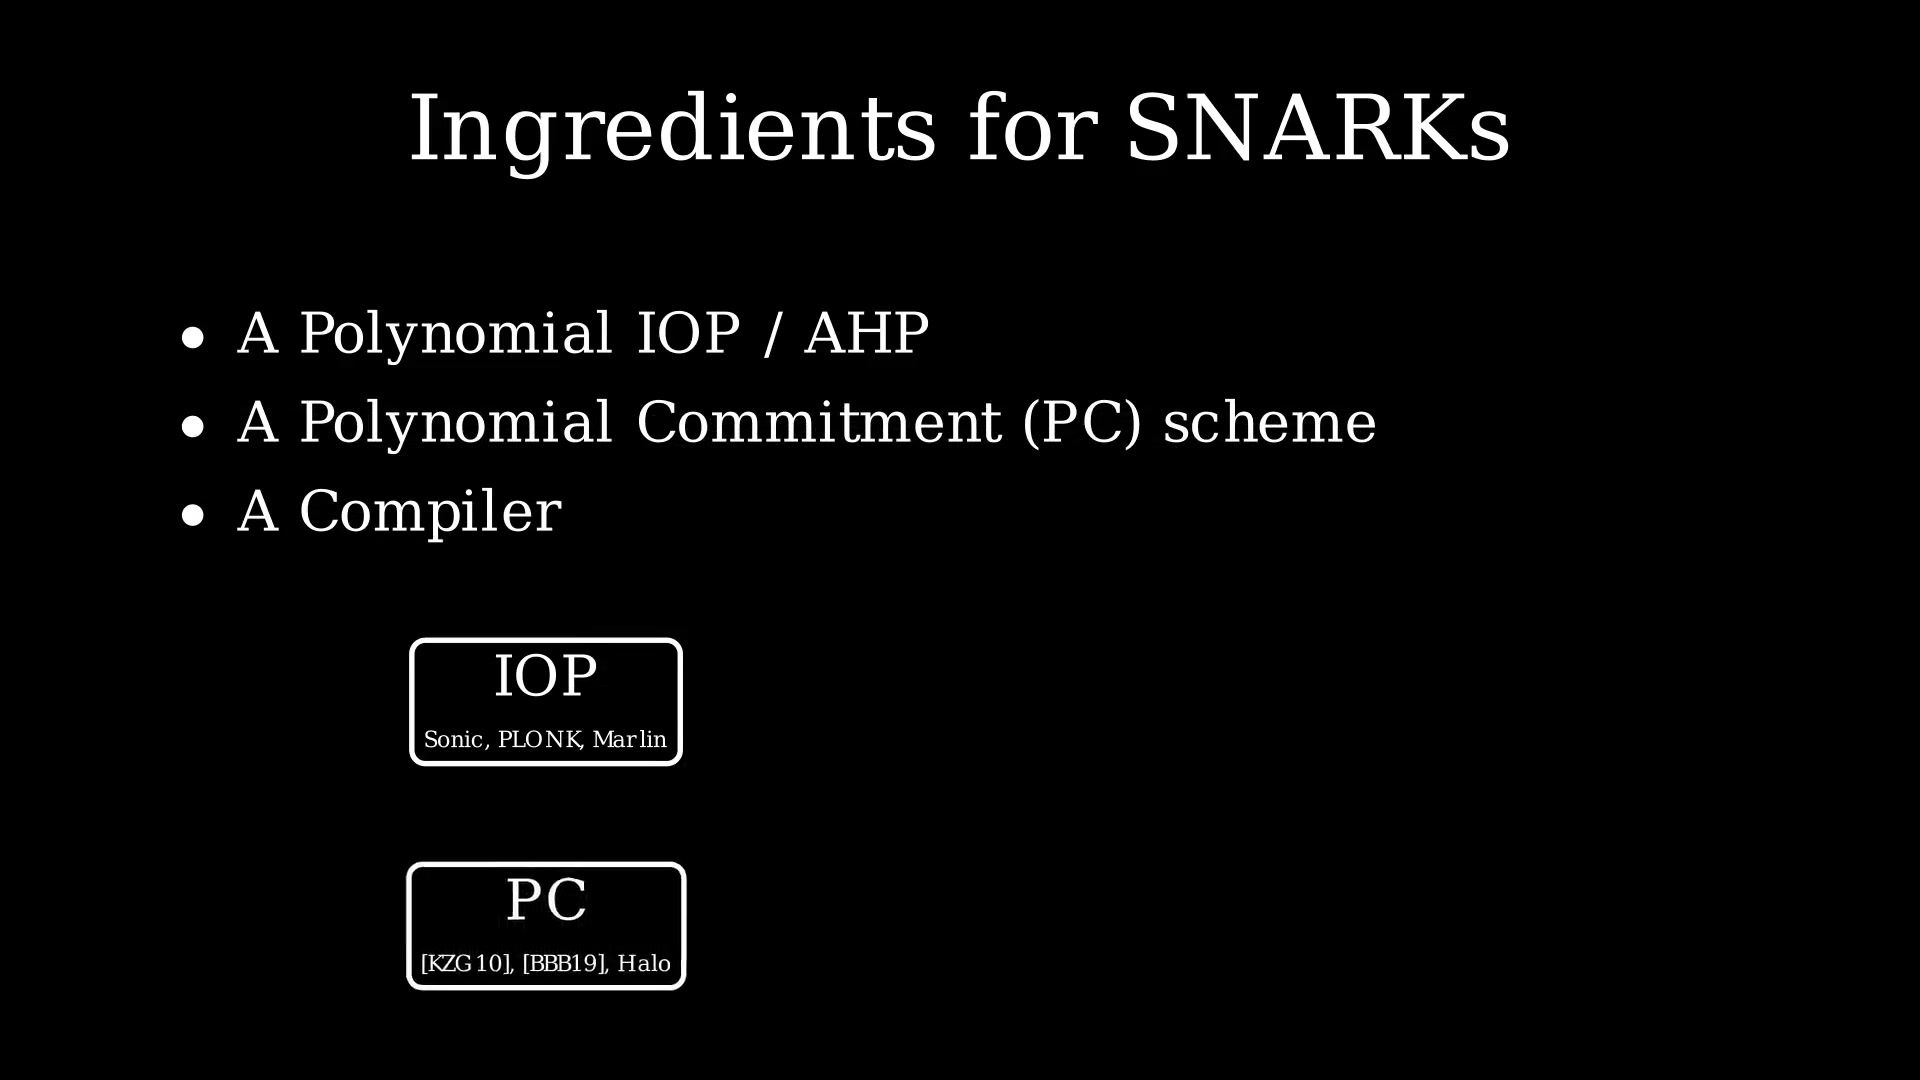 Ingredients for SNARKs
• A Polynomial IOP / AHP
• A Polynomial Commitment (PC) scheme
• A Compiler
IOP
Sonic, PLONK, Marlin
PC
[KZG10], [BBB19], Halo